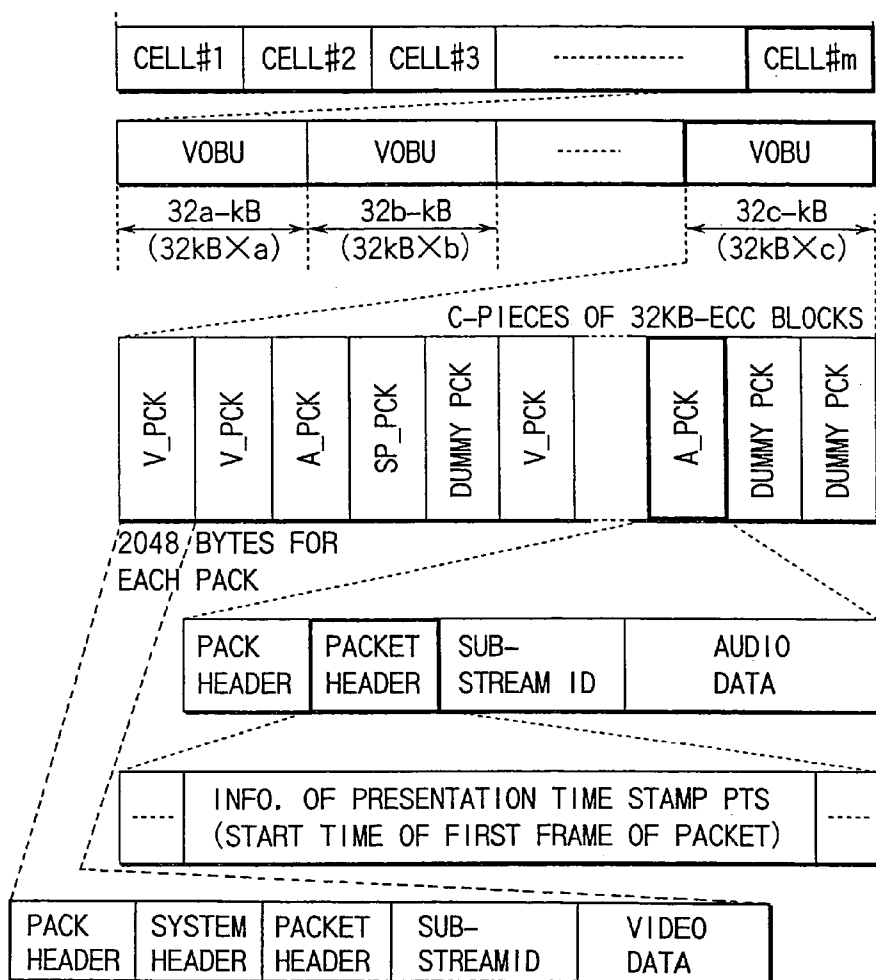 CELL#1 CELL#2 CELL#3 ------------- CELL#m
VOBU VOBU ------ VOBU
32a-kB 32b-kB 32c-kB
(32kB×a) (32kB×b) (32kB×c)
C-PIECES OF 32KB-ECC BLOCKS
V_PCK V_PCK A_PCK SP_PCK DUMMY PCK V_PCK A_PCK DUMMY PCK DUMMY PCK
2048 BYTES FOR
EACH PACK
PACK PACKET SUB- AUDIO
HEADER HEADER STREAM ID DATA
INFO. OF PRESENTATION TIME STAMP PTS
(START TIME OF FIRST FRAME OF PACKET)
PACK SYSTEM PACKET SUB- VIDEO
HEADER HEADER HEADER STREAMID DATA